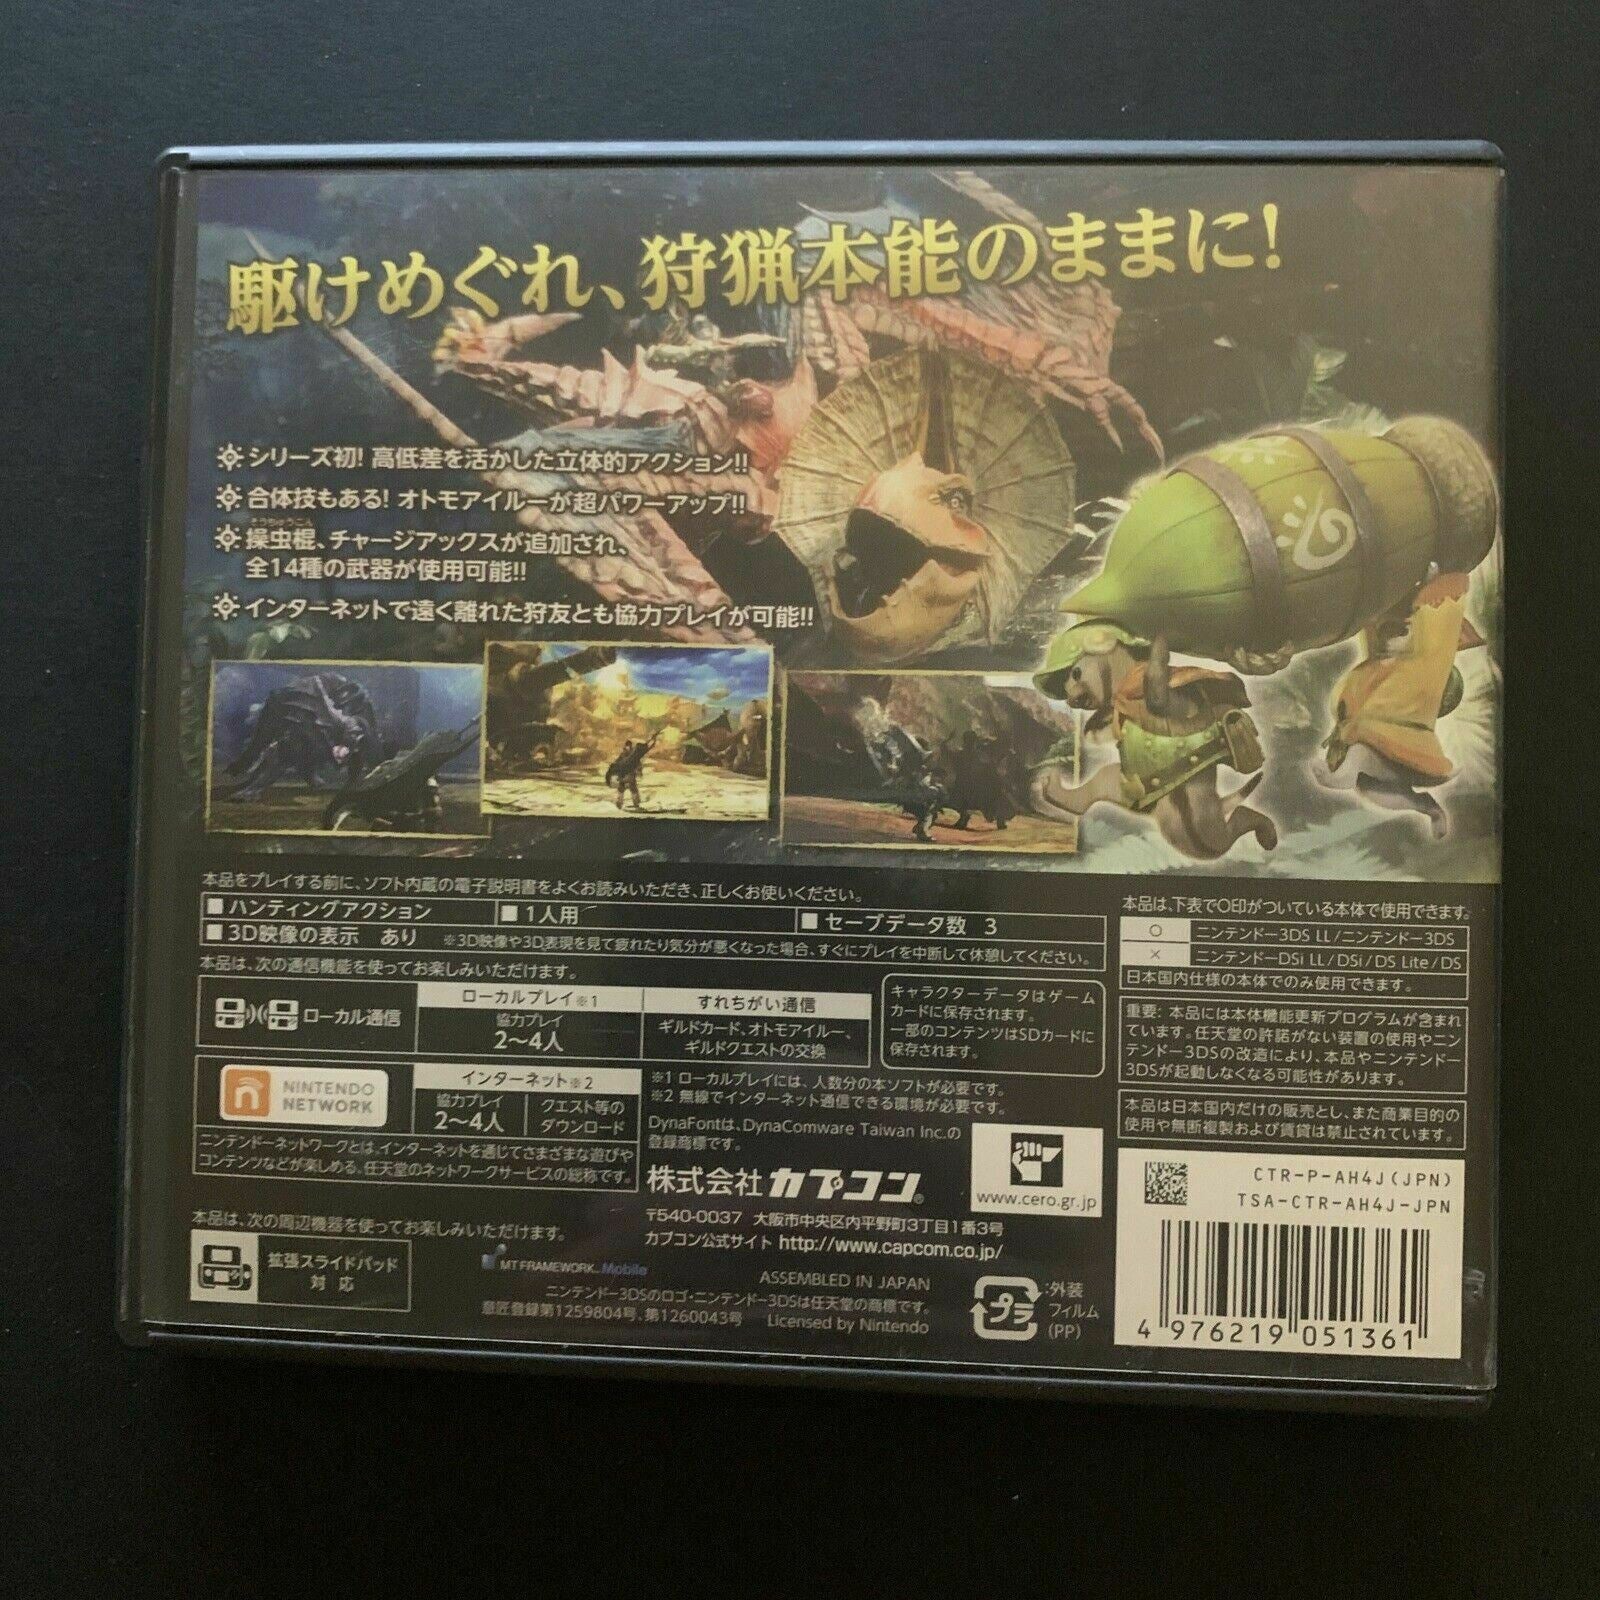 駆けめぐれ、狩猟本能のままに!
シリーズ初! 高低差を活かした立体的アクション!!
合体技もある! オトモアイルーが超パワーアップ!!
そうちゅうこん
操虫棍、チャージアックスが追加され、
全14種の武器が使用可能!!
インターネットで遠く離れた狩友とも協力プレイが可能!!
本品をプレイする前に、ソフト内蔵の電子説明書をよくお読みいただき、正しくお使いください。
■ハンティングアクション
■1人用
■セーブデータ数 3
■3D映像の表示 あり
※3D映像や3D表現を見て疲れたり気分が悪くなった場合、すぐにプレイを中断して休憩してください。
本品は、次の通信機能を使ってお楽しみいただけます。
ローカル通信
ローカルプレイ※1
協力プレイ
2～4人
すれちがい通信
ギルドカード、オトモアイルー、
ギルドクエストの交換
キャラクターデータはゲーム
カードに保存されます。
一部のコンテンツはSDカードに
保存されます。
NINTENDO
NETWORK
インターネット※2
協力プレイ
2～4人
クエスト等の
ダウンロード
ニンテンドーネットワークとは、インターネットを通じてさまざまな遊びや
コンテンツなどが楽しめる、任天堂のネットワークサービスの総称です。
※1 ローカルプレイには、人数分の本ソフトが必要です。
※2 無線でインターネット通信できる環境が必要です。
DynaFontは、DynaComware Taiwan Inc.の
登録商標です。
株式会社カプコン®
〒540-0037 大阪市中央区内平野町3丁目1番3号
カプコン公式サイト http://www.capcom.co.jp/
www.cero.gr.jp
本品は、次の周辺機器を使ってお楽しみいただけます。
拡張スライドパッド
対応
MT FRAMEWORK Mobile
ASSEMBLED IN JAPAN
ニンテンドー3DSのロゴ・ニンテンドー3DSは任天堂の商標です。
意匠登録第1259804号、第1260043号
Licensed by Nintendo
プラ
:外装
フィルム
(PP)
本品は、下表で○印がついている本体で使用できます。
○ ニンテンドー3DS LL/ニンテンドー3DS
× ニンテンドーDSi LL/DSi/DS Lite/DS
日本国内仕様の本体でのみ使用できます。
重要: 本品には本体機能更新プログラムが含まれ
ています。任天堂の許諾がない装置の使用やニン
テンドー3DSの改造により、本品やニンテンドー
3DSが起動しなくなる可能性があります。
本品は日本国内だけの販売とし、また商業目的の
使用や無断複製および賃貸は禁止されています。
CTR-P-AH4J(JPN)
TSA-CTR-AH4J-JPN
4 976219 051361